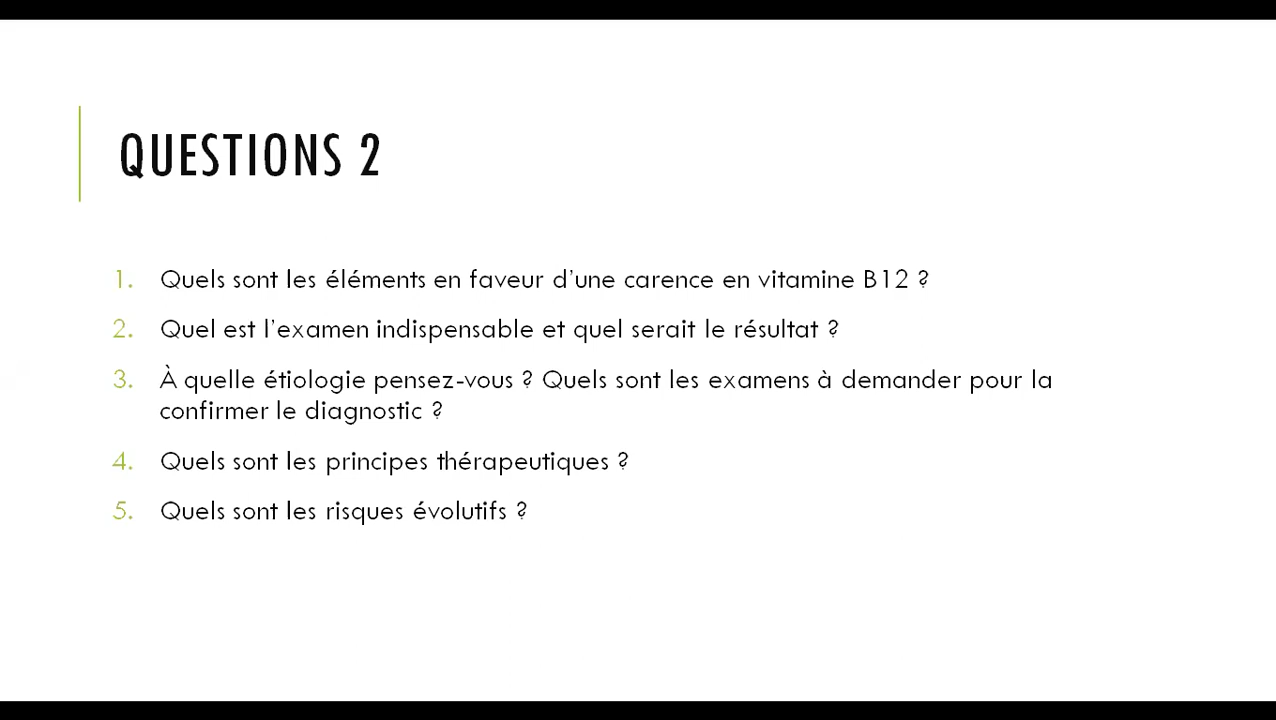 QUESTIONS 2
1. Quels sont les éléments en faveur d'une carence en vitamine B12 ?
2. Quel est l'examen indispensable et quel serait le résultat ?
3. À quelle étiologie pensez-vous ? Quels sont les examens à demander pour la
confirmer le diagnostic ?
4. Quels sont les principes thérapeutiques ?
5. Quels sont les risques évolutifs ?